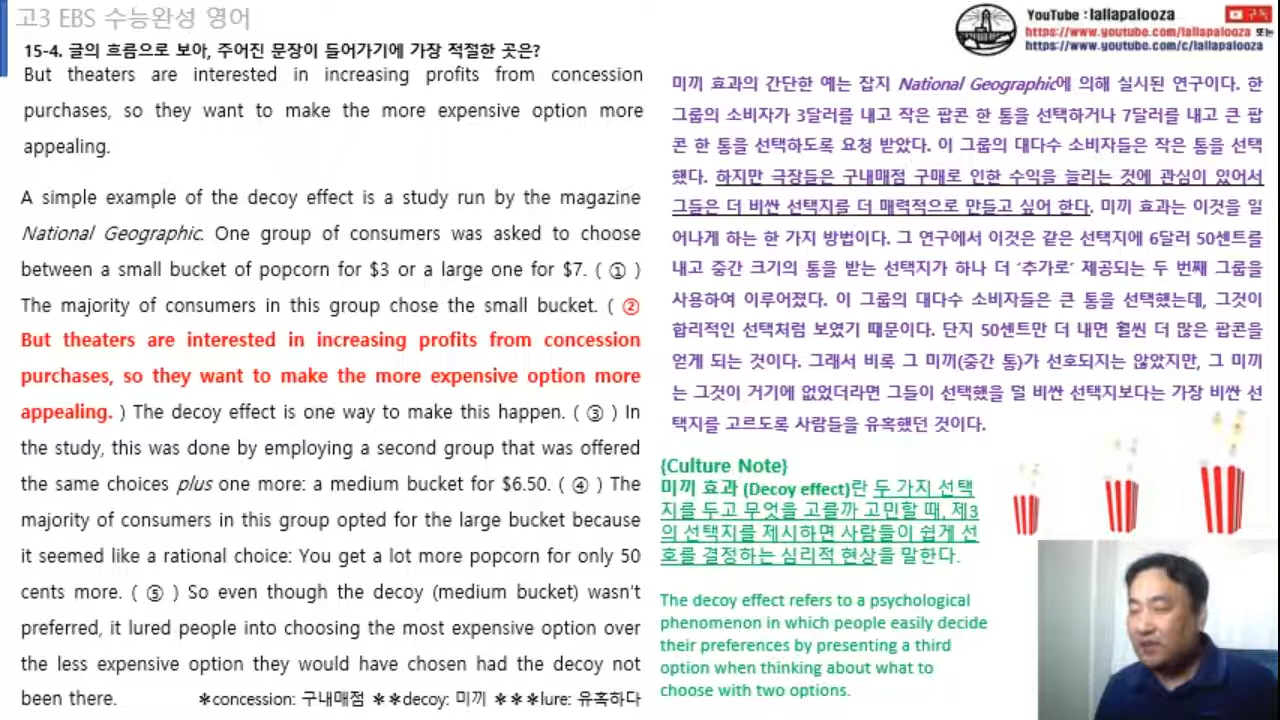 고3 EBS 수능완성 영어
YouTube : lallapalooza
구독
https://www.youtube.com/lallapalooza 또는
https://www.youtube.com/c/lallapalooza
15-4. 글의 흐름으로 보아, 주어진 문장이 들어가기에 가장 적절한 곳은?
But theaters are interested in increasing profits from concession
purchases, so they want to make the more expensive option more
appealing.
A simple example of the decoy effect is a study run by the magazine
National Geographic. One group of consumers was asked to choose
between a small bucket of popcorn for $3 or a large one for $7. ( ① )
The majority of consumers in this group chose the small bucket. ( ②
But theaters are interested in increasing profits from concession
purchases, so they want to make the more expensive option more
appealing. ) The decoy effect is one way to make this happen. ( ③ ) In
the study, this was done by employing a second group that was offered
the same choices plus one more: a medium bucket for $6.50. ( ④ ) The
majority of consumers in this group opted for the large bucket because
it seemed like a rational choice: You get a lot more popcorn for only 50
cents more. ( ⑤ ) So even though the decoy (medium bucket) wasn't
preferred, it lured people into choosing the most expensive option over
the less expensive option they would have chosen had the decoy not
been there. *concession: 구내매점 **decoy: 미끼 ***lure: 유혹하다
미끼 효과의 간단한 예는 잡지 National Geographic에 의해 실시된 연구이다. 한
그룹의 소비자가 3달러를 내고 작은 팝콘 한 통을 선택하거나 7달러를 내고 큰 팝
콘 한 통을 선택하도록 요청 받았다. 이 그룹의 대다수 소비자들은 작은 통을 선택
했다. 하지만 극장들은 구내매점 구매로 인한 수익을 늘리는 것에 관심이 있어서
그들은 더 비싼 선택지를 더 매력적으로 만들고 싶어 한다. 미끼 효과는 이것을 일
어나게 하는 한 가지 방법이다. 그 연구에서 이것은 같은 선택지에 6달러 50센트를
내고 중간 크기의 통을 받는 선택지가 하나 더 '추가로' 제공되는 두 번째 그룹을
사용하여 이루어졌다. 이 그룹의 대다수 소비자들은 큰 통을 선택했는데, 그것이
합리적인 선택처럼 보였기 때문이다. 단지 50센트만 더 내면 훨씬 더 많은 팝콘을
얻게 되는 것이다. 그래서 비록 그 미끼(중간 통)가 선호되지는 않았지만, 그 미끼
는 그것이 거기에 없었더라면 그들이 선택했을 덜 비싼 선택지보다는 가장 비싼 선
택지를 고르도록 사람들을 유혹했던 것이다.
{Culture Note}
미끼 효과 (Decoy effect)란 두 가지 선택
지를 두고 무엇을 고를까 고민할 때, 제3
의 선택지를 제시하면 사람들이 쉽게 선
호를 결정하는 심리적 현상을 말한다.
The decoy effect refers to a psychological
phenomenon in which people easily decide
their preferences by presenting a third
option when thinking about what to
choose with two options.